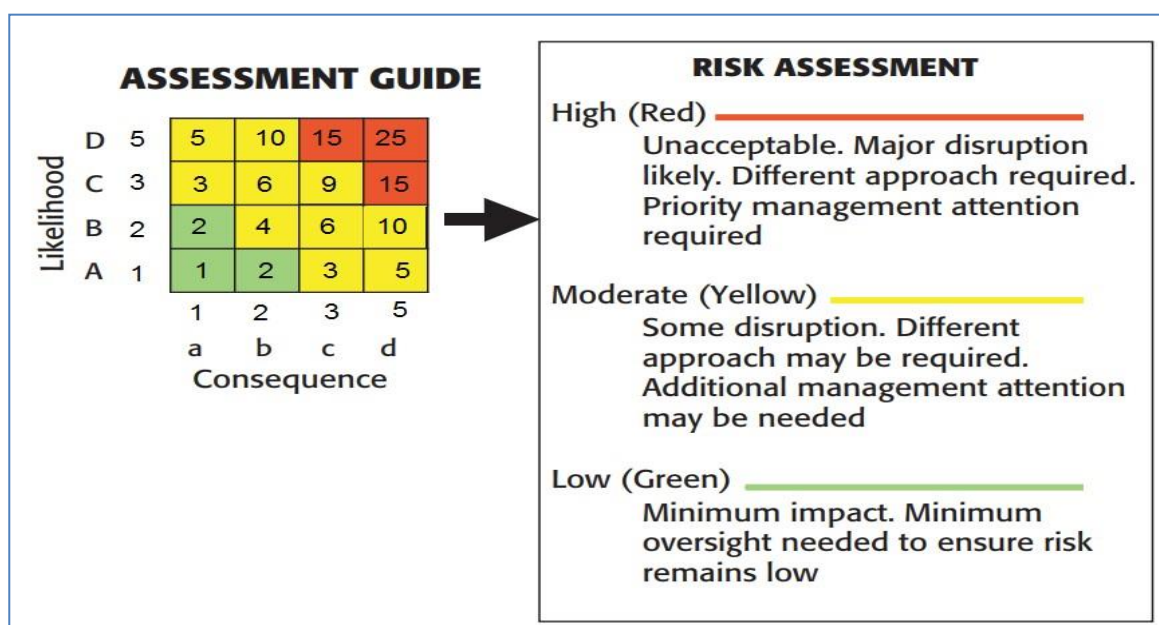 ASSESSMENT GUIDE
Likelihood
D 5 5 10 15 25
C 3 3 6 9 15
B 2 2 4 6 10
A 1 1 2 3 5
1 2 3 5
a b c d
Consequence
RISK ASSESSMENT
High (Red)
Unacceptable. Major disruption
likely. Different approach required.
Priority management attention
required
Moderate (Yellow)
Some disruption. Different
approach may be required.
Additional management attention
may be needed
Low (Green)
Minimum impact. Minimum
oversight needed to ensure risk
remains low